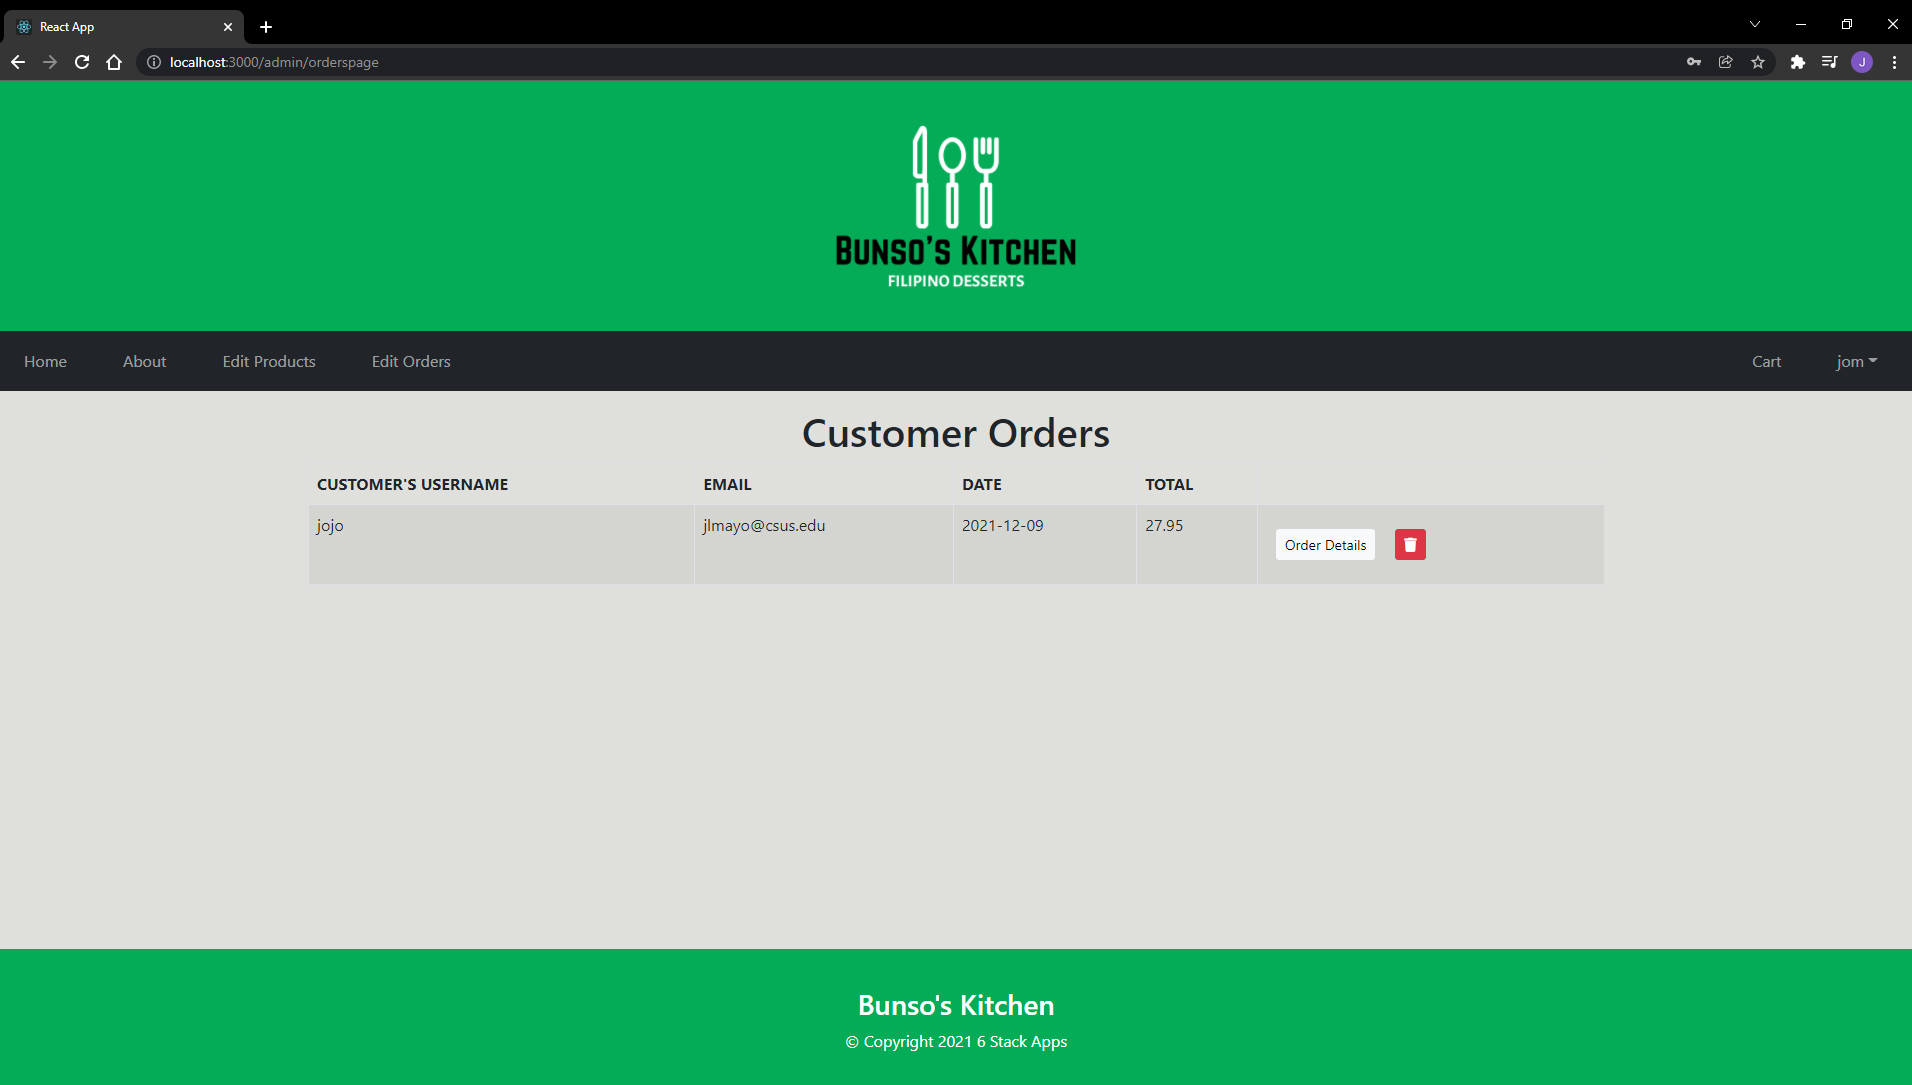 React App
localhost:3000/admin/orderspage
J
BUNSO'S KITCHEN
FILIPINO DESSERTS
Home About Edit Products Edit Orders Cart jom
Customer Orders
CUSTOMER'S USERNAME EMAIL DATE TOTAL
jojo jlmayo@csus.edu 2021-12-09 27.95 Order Details
Bunso's Kitchen
© Copyright 2021 6 Stack Apps